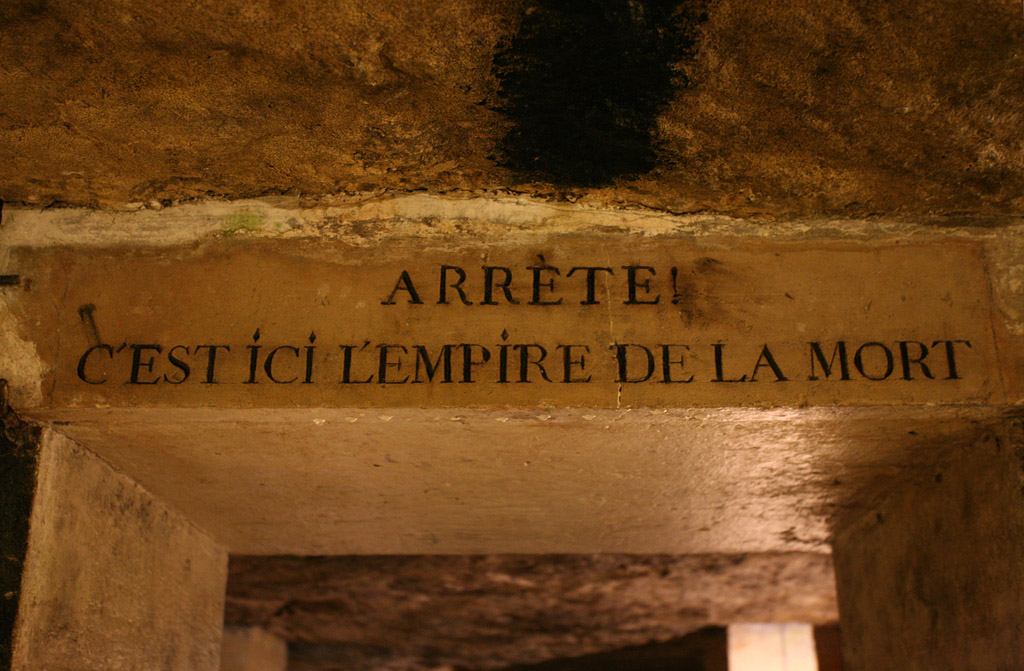 ARRÈTE!
C'EST ICI L'EMPIRE DE LA MORT